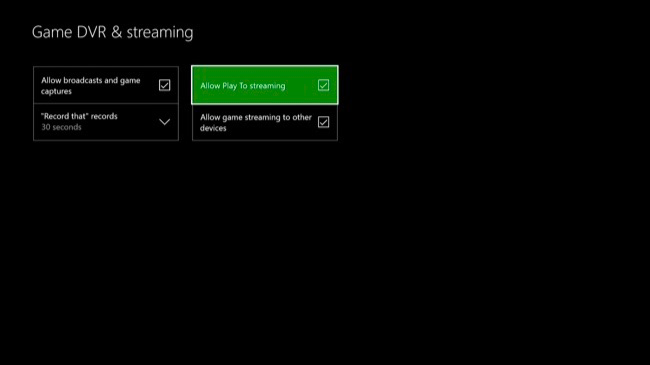 Game DVR & streaming
Allow broadcasts and game
captures
"Record that" records
30 seconds
Allow Play To streaming
Allow game streaming to other
devices